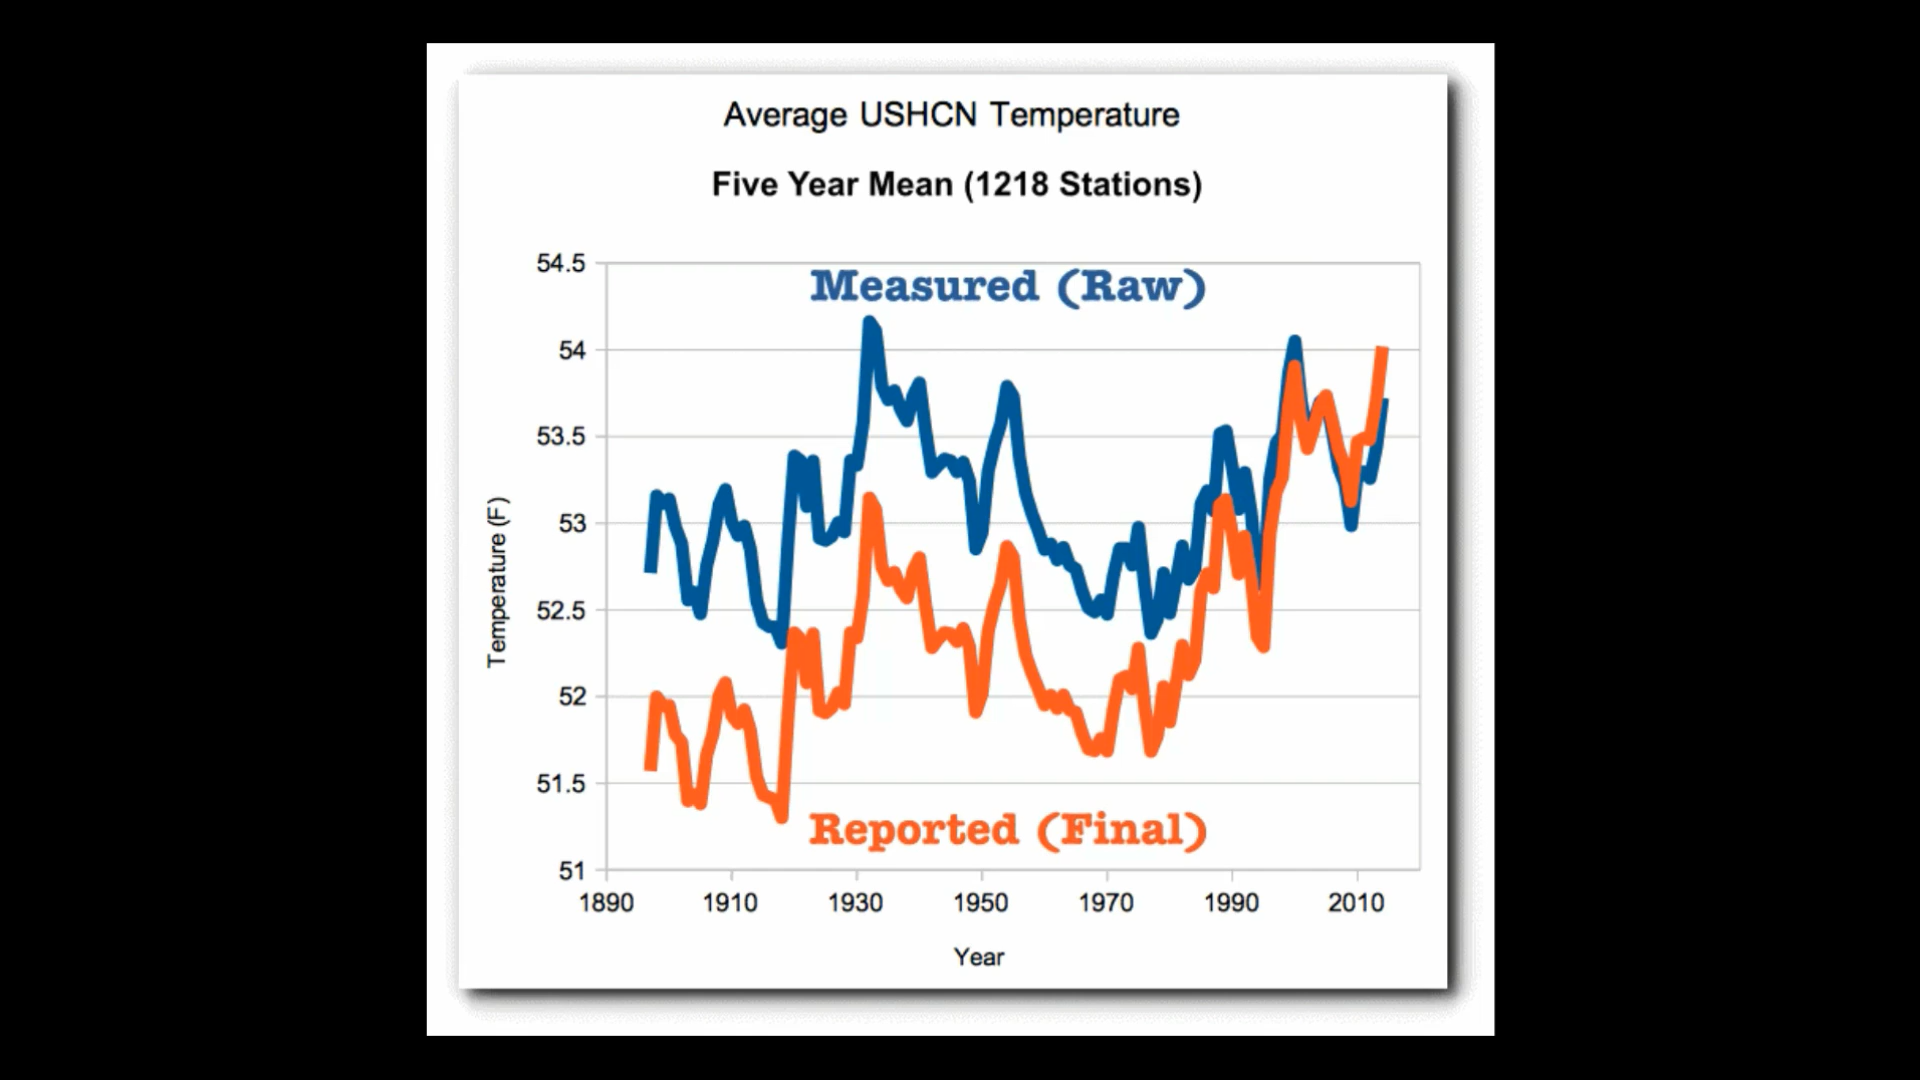 Average USHCN Temperature
Five Year Mean (1218 Stations)
54.5
54
53.5
53
52.5
52
51.5
51
Temperature (F)
Measured (Raw)
Reported (Final)
1890 1910 1930 1950 1970 1990 2010
Year